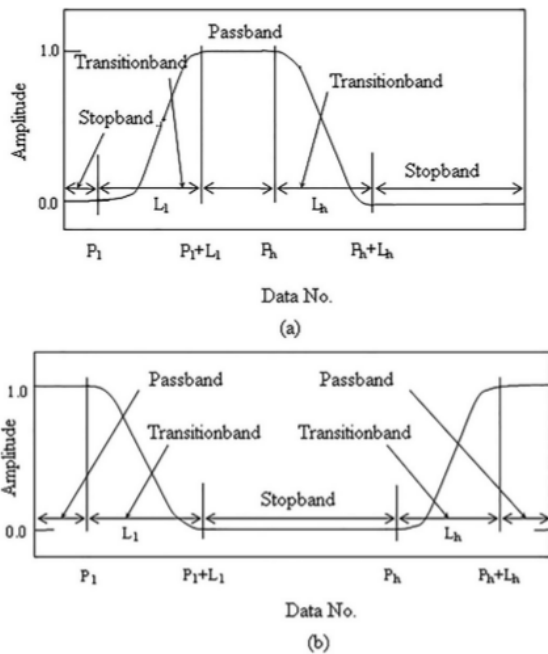 Passband
1.0
Transitionband
Transitionband
Stopband
Stopband
Amplitude
0.0
L1
Lh
P1
P1+L1
Ph
Ph+Lh
Data No.
(a)
Passband
Passband
1.0
Transitionband
Transitionband
Amplitude
Stopband
0.0
L1
Lh
P1
P1+L1
Ph
Ph+Lh
Data No.
(b)